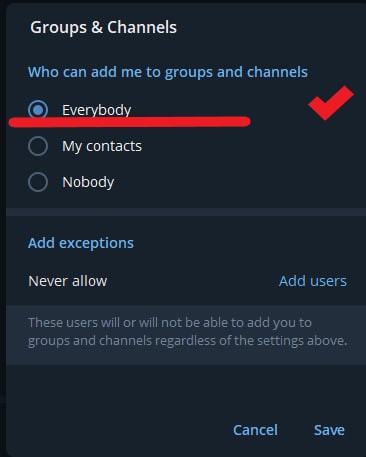 Groups & Channels
Who can add me to groups and channels
Everybody
My contacts
Nobody
Add exceptions
Never allow
Add users
These users will or will not be able to add you to
groups and channels regardless of the settings above.
Cancel
Save